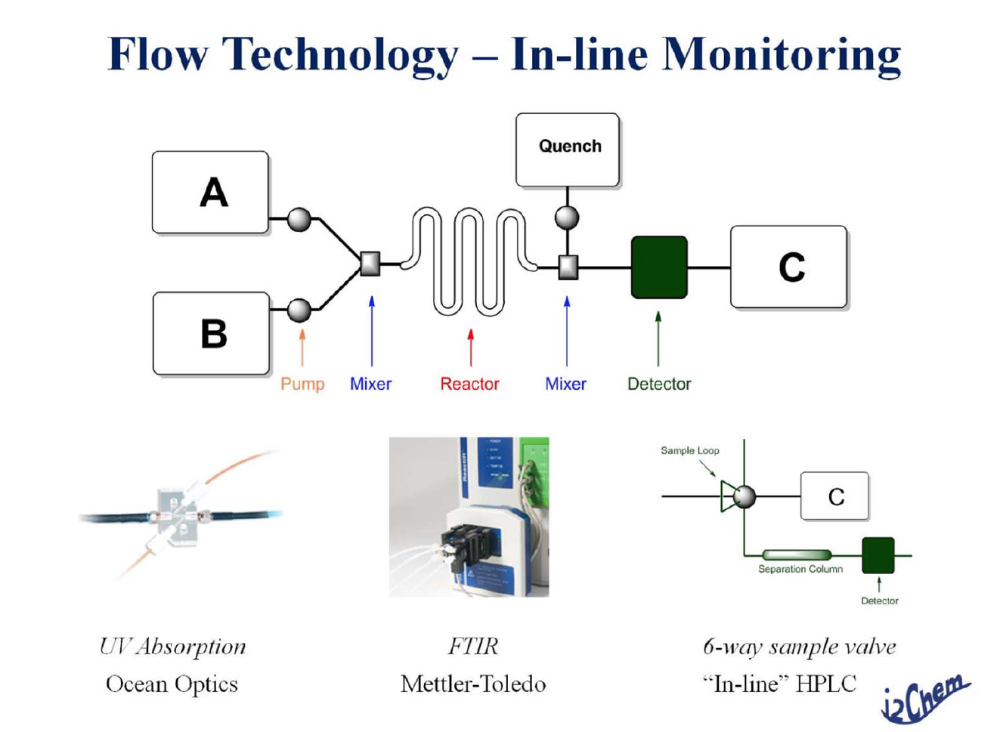 Flow Technology – In-line Monitoring
Quench
A
B
C
Pump
Mixer
Reactor
Mixer
Detector
Sample Loop
C
Separation Column
Detector
UV Absorption
FTIR
6-way sample valve
Ocean Optics
Mettler-Toledo
“In-line” HPLC
i2Chem